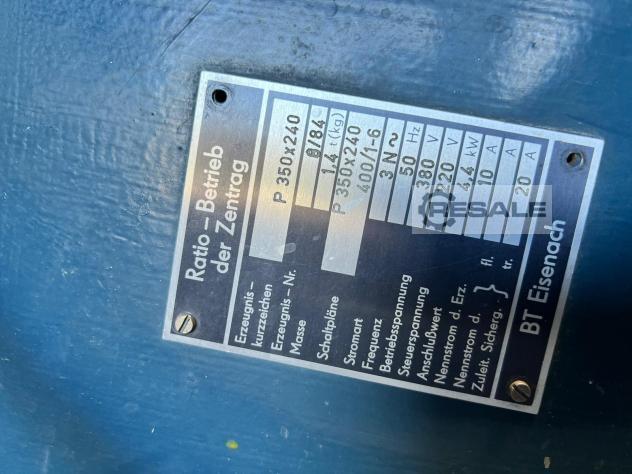 Ratio – Betrieb
der Zentrag
Erzeugnis –
kurzzeichen P 350x240
Erzeugnis – Nr. 8/84
Masse 1,4 t (kg)
Schaltpläne P 350x240
400/1-6
Stromart 3 N ~
Frequenz 50 Hz
Betriebsspannung 380 V
Steuerspannung 220 V
Anschlußwert 4,4 kW
Nennstrom d. Erz. 10 A
Nennstrom d. } fl. A
Zuleit. Sicherg. } tr. 20 A
BT Eisenach
RESALE